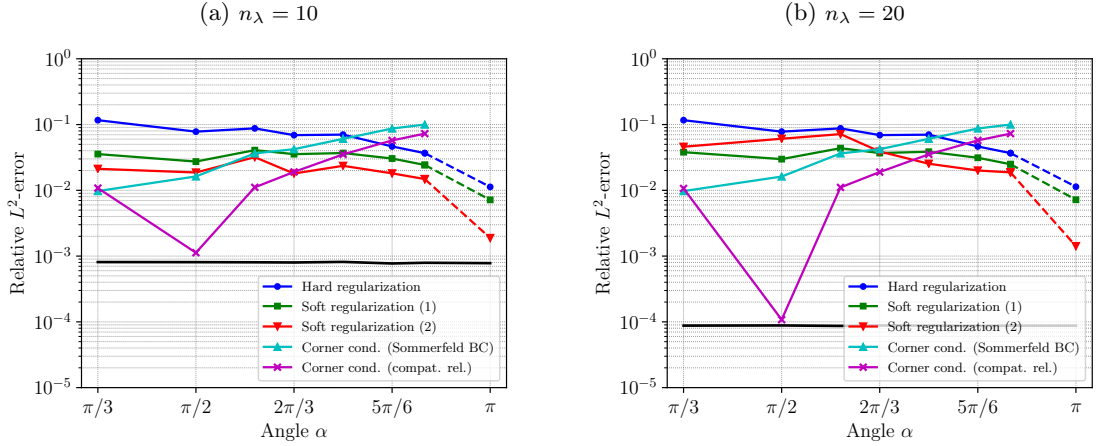 (a) nλ = 10
Relative L²-error
10⁰
10⁻¹
10⁻²
10⁻³
10⁻⁴
10⁻⁵
Hard regularization
Soft regularization (1)
Soft regularization (2)
Corner cond. (Sommerfeld BC)
Corner cond. (compat. rel.)
π/3 π/2 2π/3 5π/6 π
Angle α
(b) nλ = 20
Relative L²-error
10⁰
10⁻¹
10⁻²
10⁻³
10⁻⁴
10⁻⁵
Hard regularization
Soft regularization (1)
Soft regularization (2)
Corner cond. (Sommerfeld BC)
Corner cond. (compat. rel.)
π/3 π/2 2π/3 5π/6 π
Angle α